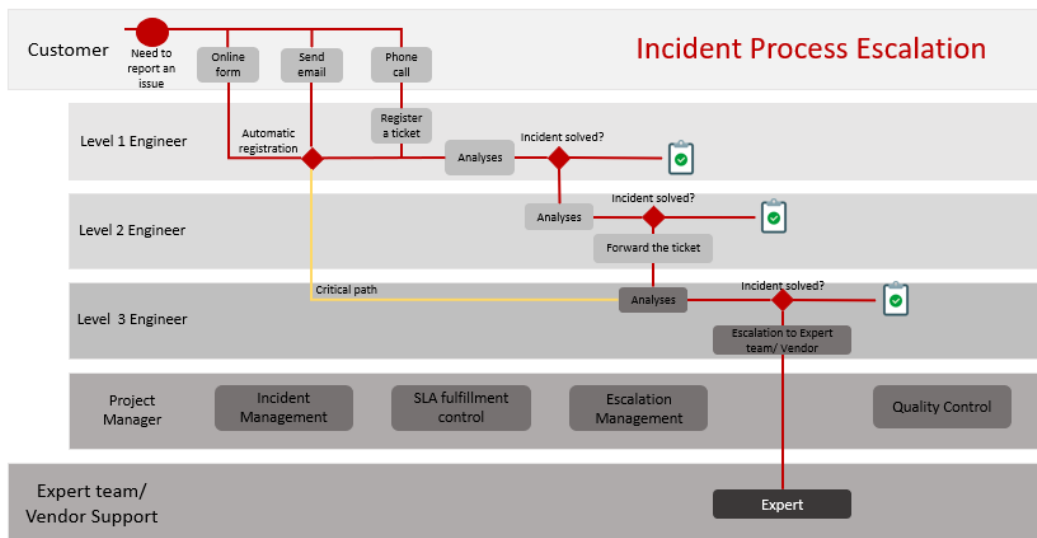 Incident Process Escalation
Customer
Need to
report an
issue
Online
form
Send
email
Phone
call
Level 1 Engineer
Automatic
registration
Register
a ticket
Analyses
Incident solved?
Level 2 Engineer
Analyses
Incident solved?
Forward the ticket
Level  3 Engineer
Critical path
Analyses
Incident solved?
Escalation to Expert
team/ Vendor
Project
Manager
Incident
Management
SLA fulfillment
control
Escalation
Management
Quality Control
Expert team/
Vendor Support
Expert